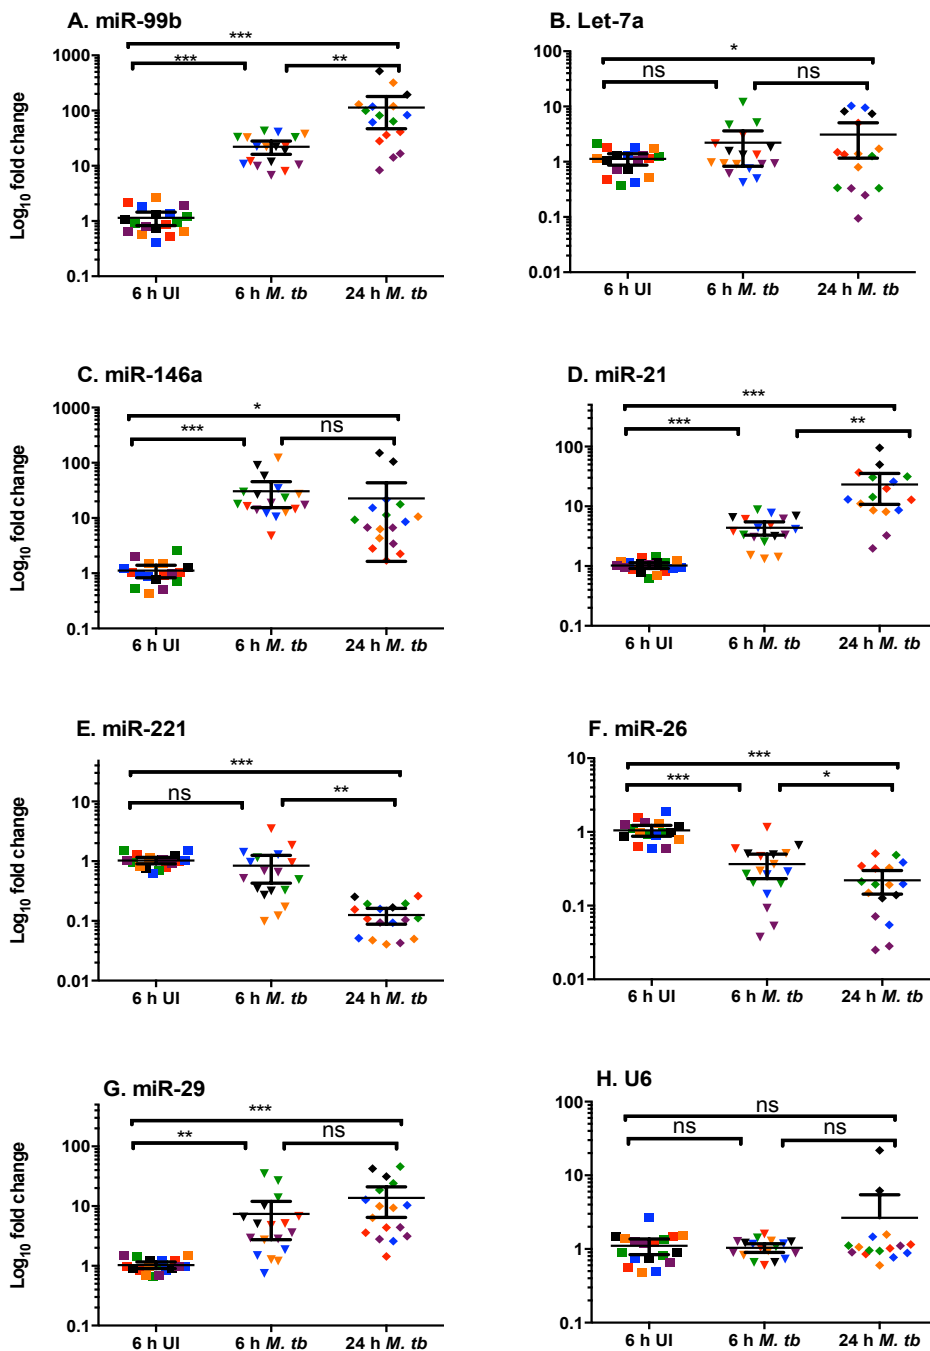 A. miR-99b
Log10 fold change
1000
100
10
1
0.1
***
***
**
6 h UI
6 h M. tb
24 h M. tb
B. Let-7a
100
10
1
0.1
0.01
*
ns
ns
6 h UI
6 h M. tb
24 h M. tb
C. miR-146a
Log10 fold change
1000
100
10
1
0.1
*
***
ns
6 h UI
6 h M. tb
24 h M. tb
D. miR-21
100
10
1
0.1
***
***
**
6 h UI
6 h M. tb
24 h M. tb
E. miR-221
Log10 fold change
10
1
0.1
0.01
***
ns
**
6 h UI
6 h M. tb
24 h M. tb
F. miR-26
10
1
0.1
0.01
***
***
*
6 h UI
6 h M. tb
24 h M. tb
G. miR-29
Log10 fold change
100
10
1
0.1
***
**
ns
6 h UI
6 h M. tb
24 h M. tb
H. U6
100
10
1
0.1
ns
ns
ns
6 h UI
6 h M. tb
24 h M. tb